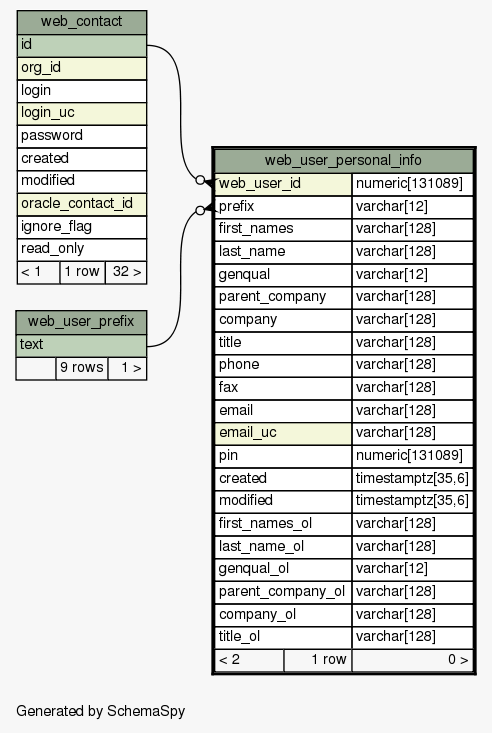 web_contact
id
org_id
login
login_uc
password
created
modified
oracle_contact_id
ignore_flag
read_only
< 1 1 row 32 >
web_user_prefix
text
9 rows 1 >
web_user_personal_info
web_user_id numeric[131089]
prefix varchar[12]
first_names varchar[128]
last_name varchar[128]
genqual varchar[12]
parent_company varchar[128]
company varchar[128]
title varchar[128]
phone varchar[128]
fax varchar[128]
email varchar[128]
email_uc varchar[128]
pin numeric[131089]
created timestamptz[35,6]
modified timestamptz[35,6]
first_names_ol varchar[128]
last_name_ol varchar[128]
genqual_ol varchar[12]
parent_company_ol varchar[128]
company_ol varchar[128]
title_ol varchar[128]
< 2 1 row 0 >
Generated by SchemaSpy